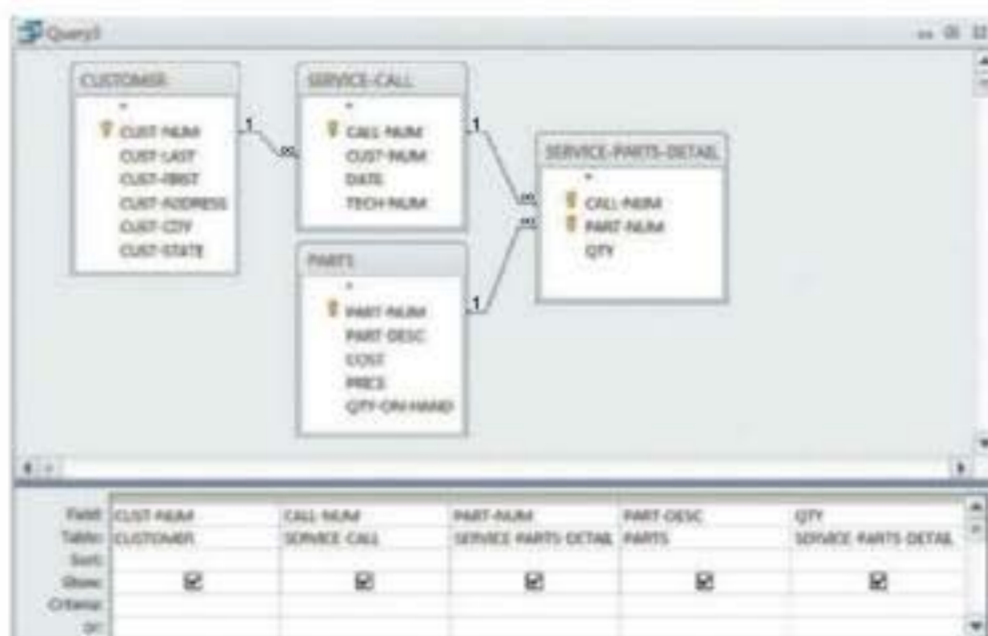 Query3
CUSTOMER
*
CUST-NUM
CUST-LAST
CUST-FIRST
CUST-ADDRESS
CUST-CITY
CUST-STATE
SERVICE-CALL
*
CALL-NUM
CUST-NUM
DATE
TECH-NUM
PARTS
*
PART-NUM
PART-DESC
COST
PRICE
QTY-ON-HAND
SERVICE-PARTS-DETAIL
*
CALL-NUM
PART-NUM
QTY
1 ∞
1 ∞
1 ∞
Field: CUST-NUM CALL-NUM PART-NUM PART-DESC QTY
Table: CUSTOMER SERVICE-CALL SERVICE-PARTS-DETAIL PARTS SERVICE-PARTS-DETAIL
Sort:
Show:
Criteria:
or: